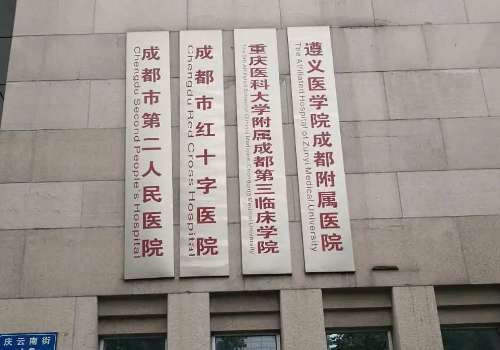 成都市第二人民医院
Chengdu Second People's Hospital
成都市红十字医院
Chengdu Red Cross Hospital
重庆医科大学附属成都第三临床学院
遵义医学院成都附属医院
The Affiliated Hospital of Zunyi Medical University
庆云南街